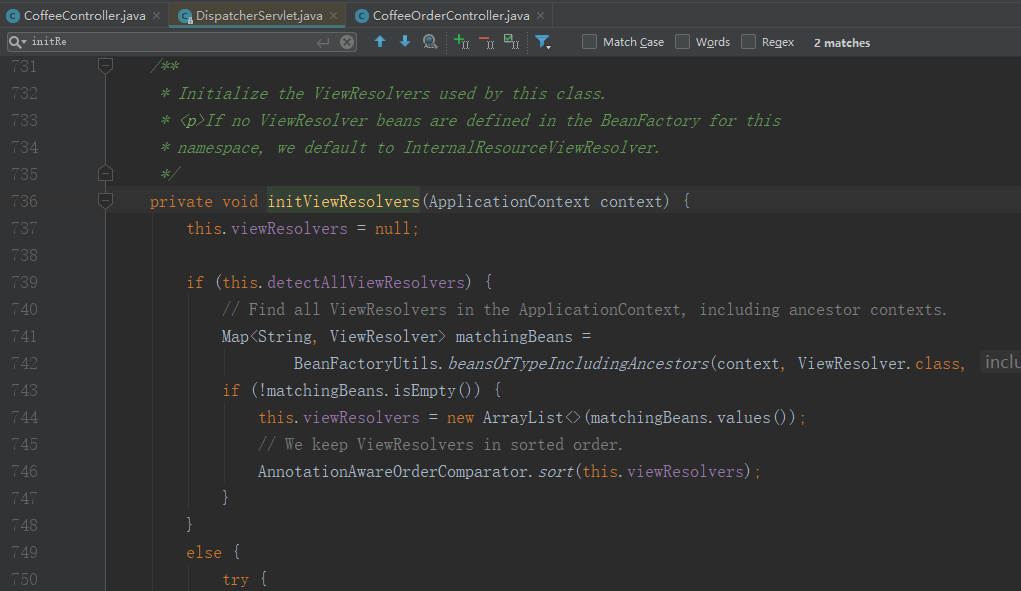 CoffeeController.java
DispatcherServlet.java
CoffeeOrderController.java
initRe
Match Case
Words
Regex
2 matches
731 /**
732 * Initialize the ViewResolvers used by this class.
733 * <p>If no ViewResolver beans are defined in the BeanFactory for this
734 * namespace, we default to InternalResourceViewResolver.
735 */
736 private void initViewResolvers(ApplicationContext context) {
737 this.viewResolvers = null;
738
739 if (this.detectAllViewResolvers) {
740 // Find all ViewResolvers in the ApplicationContext, including ancestor contexts.
741 Map<String, ViewResolver> matchingBeans =
742 BeanFactoryUtils.beansOfTypeIncludingAncestors(context, ViewResolver.class,
743 if (!matchingBeans.isEmpty()) {
744 this.viewResolvers = new ArrayList<>(matchingBeans.values());
745 // We keep ViewResolvers in sorted order.
746 AnnotationAwareOrderComparator.sort(this.viewResolvers);
747 }
748 }
749 else {
750 try {